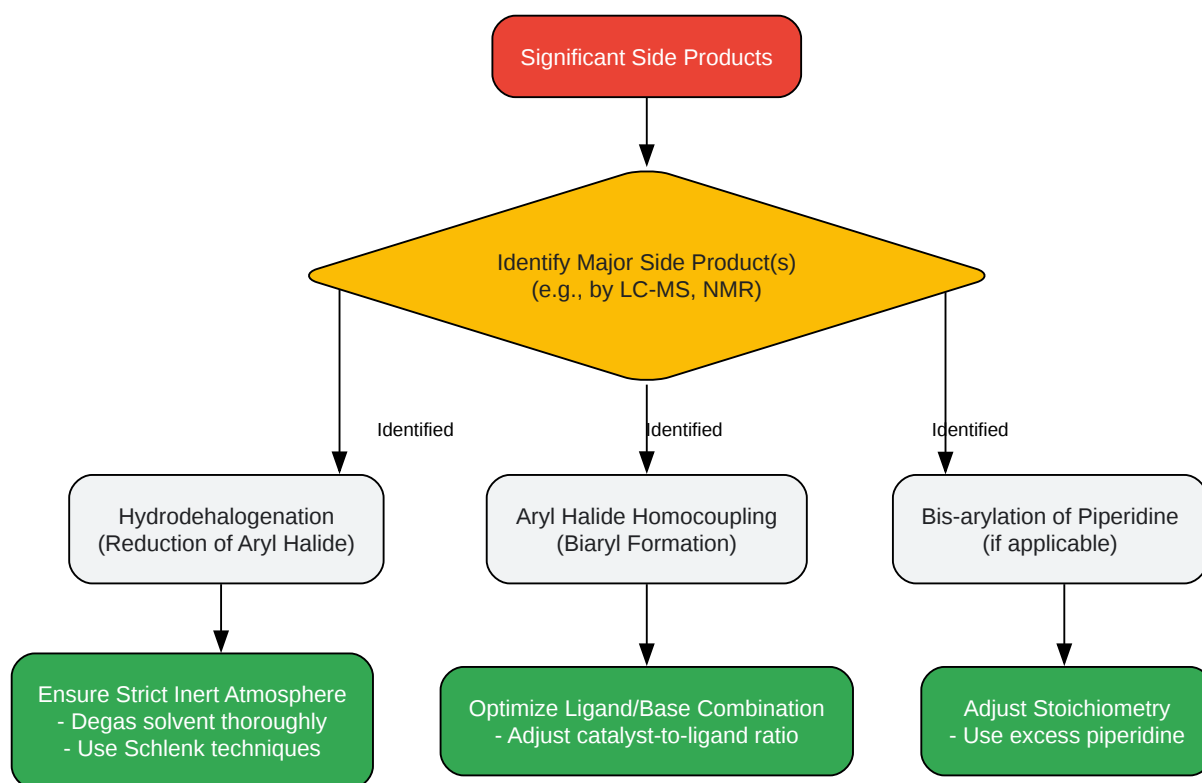 Significant Side Products
Identify Major Side Product(s)
(e.g., by LC-MS, NMR)
Identified
Identified
Identified
Hydrodehalogenation
(Reduction of Aryl Halide)
Aryl Halide Homocoupling
(Biaryl Formation)
Bis-arylation of Piperidine
(if applicable)
Ensure Strict Inert Atmosphere
- Degas solvent thoroughly
- Use Schlenk techniques
Optimize Ligand/Base Combination
- Adjust catalyst-to-ligand ratio
Adjust Stoichiometry
- Use excess piperidine